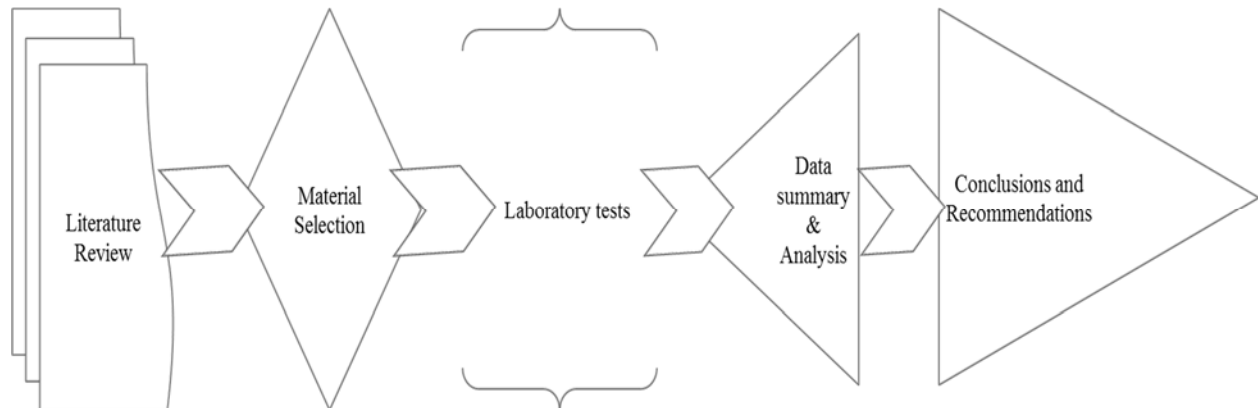 Literature
Review
Material
Selection
Laboratory tests
Data
summary
&
Analysis
Conclusions and
Recommendations